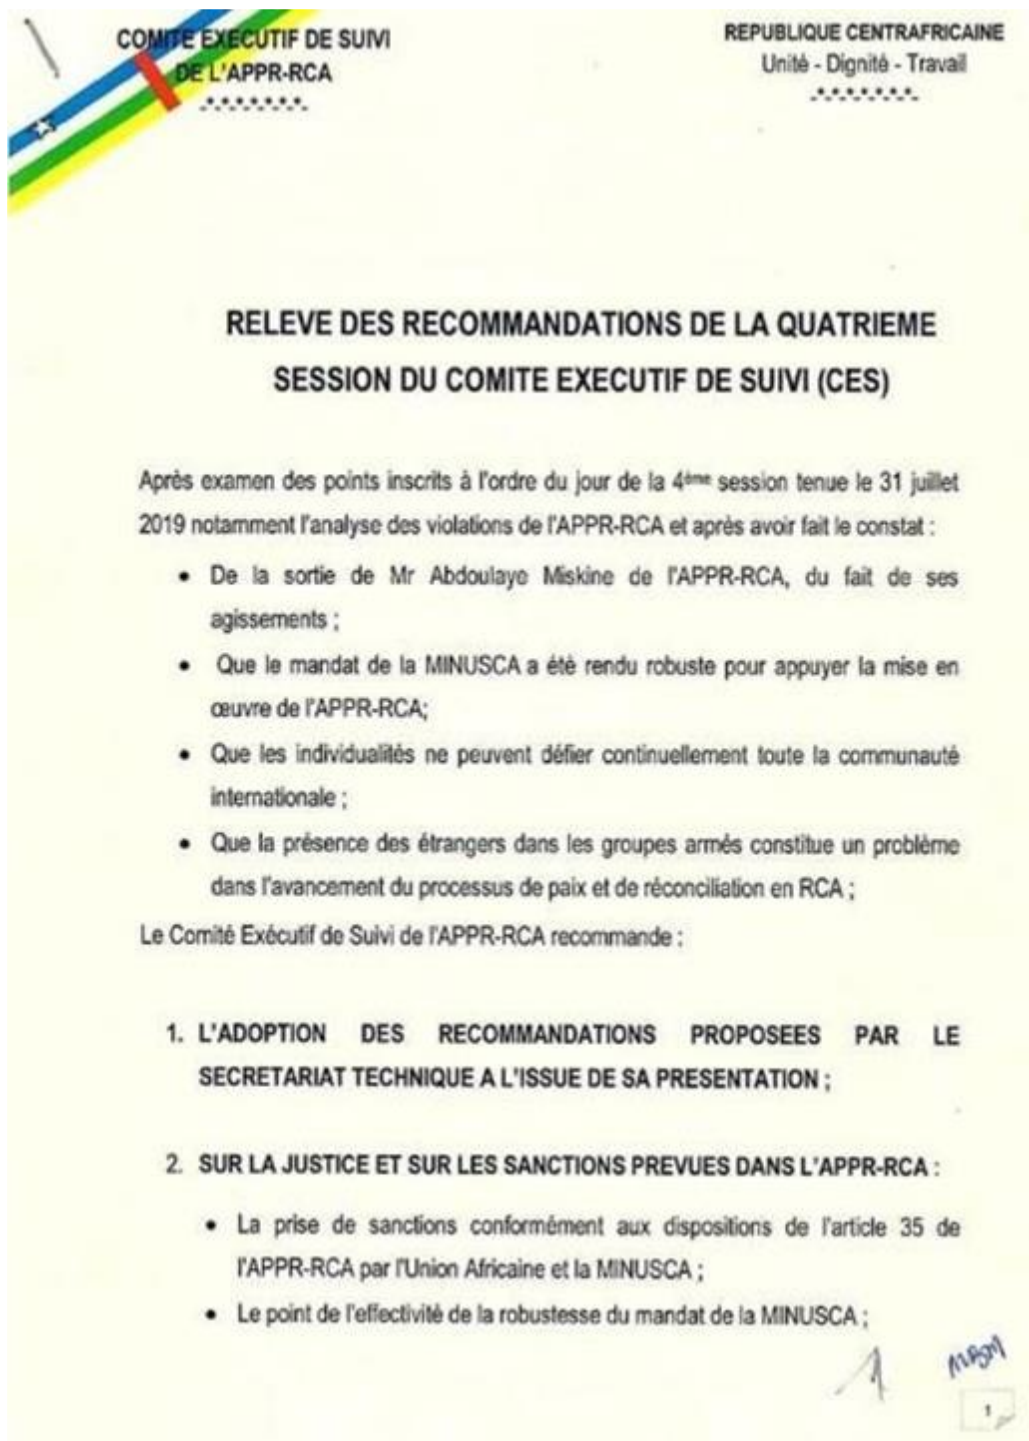 COMITE EXECUTIF DE SUIVI
DE L'APPR-RCA
REPUBLIQUE CENTRAFRICAINE
Unité - Dignité - Travail
RELEVE DES RECOMMANDATIONS DE LA QUATRIEME
SESSION DU COMITE EXECUTIF DE SUIVI (CES)
Après examen des points inscrits à l'ordre du jour de la 4ème session tenue le 31 juillet
2019 notamment l'analyse des violations de l'APPR-RCA et après avoir fait le constat :
• De la sortie de Mr Abdoulaye Miskine de l'APPR-RCA, du fait de ses
agissements ;
• Que le mandat de la MINUSCA a été rendu robuste pour appuyer la mise en
œuvre de l'APPR-RCA;
• Que les individualités ne peuvent défier continuellement toute la communauté
internationale ;
• Que la présence des étrangers dans les groupes armés constitue un problème
dans l'avancement du processus de paix et de réconciliation en RCA ;
Le Comité Exécutif de Suivi de l'APPR-RCA recommande :
1. L'ADOPTION DES RECOMMANDATIONS PROPOSEES PAR LE
SECRETARIAT TECHNIQUE A L'ISSUE DE SA PRESENTATION ;
2. SUR LA JUSTICE ET SUR LES SANCTIONS PREVUES DANS L'APPR-RCA :
• La prise de sanctions conformément aux dispositions de l'article 35 de
l'APPR-RCA par l'Union Africaine et la MINUSCA ;
• Le point de l'effectivité de la robustesse du mandat de la MINUSCA ;
MBM
1